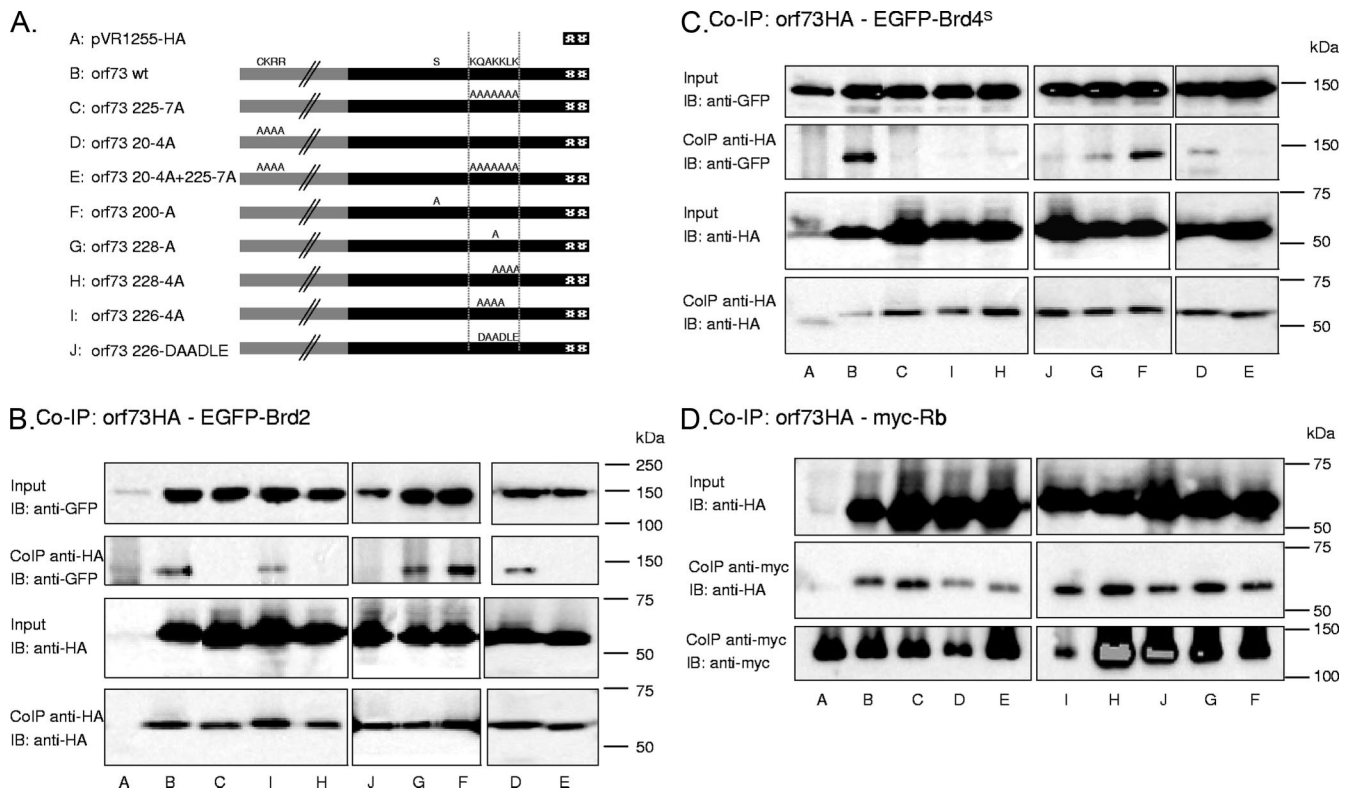 A.
A: pVR1255-HA
CKRR S KQAKKLK
B: orf73 wt
AAAAAAA
C: orf73 225-7A
AAAA
D: orf73 20-4A
AAAA AAAAAAA
E: orf73 20-4A+225-7A
A
F: orf73 200-A
A
G: orf73 228-A
AAAA
H: orf73 228-4A
AAAA
I: orf73 226-4A
DAADLE
J: orf73 226-DAADLE
B. Co-IP: orf73HA - EGFP-Brd2
kDa
Input
IB: anti-GFP
250
150
100
CoIP anti-HA
IB: anti-GFP
150
Input
IB: anti-HA
75
50
CoIP anti-HA
IB: anti-HA
75
50
A B C I H J G F D E
C. Co-IP: orf73HA - EGFP-Brd4S
kDa
Input
IB: anti-GFP
150
CoIP anti-HA
IB: anti-GFP
150
Input
IB: anti-HA
75
50
CoIP anti-HA
IB: anti-HA
75
50
A B C I H J G F D E
D. Co-IP: orf73HA - myc-Rb
kDa
Input
IB: anti-HA
75
50
CoIP anti-myc
IB: anti-HA
75
50
CoIP anti-myc
IB: anti-myc
150
100
A B C D E I H J G F